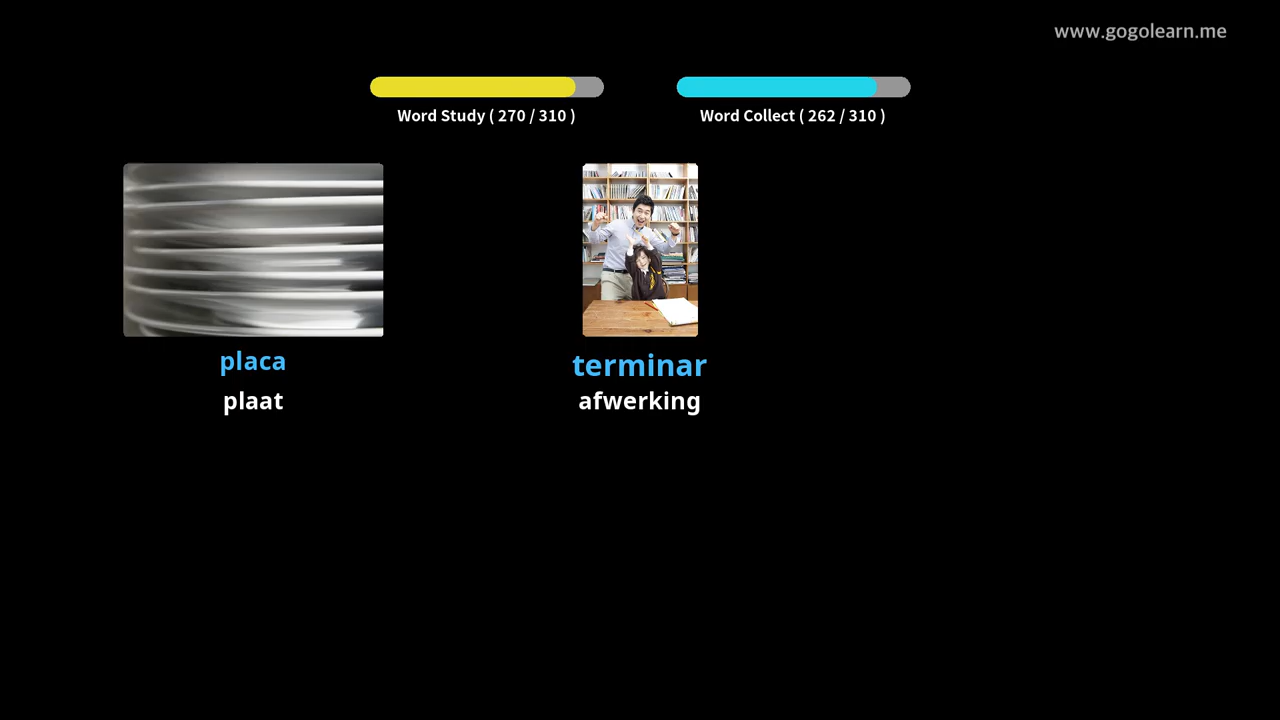 www.gogolearn.me
Word Study ( 270 / 310 )
Word Collect ( 262 / 310 )
placa
plaat
terminar
afwerking